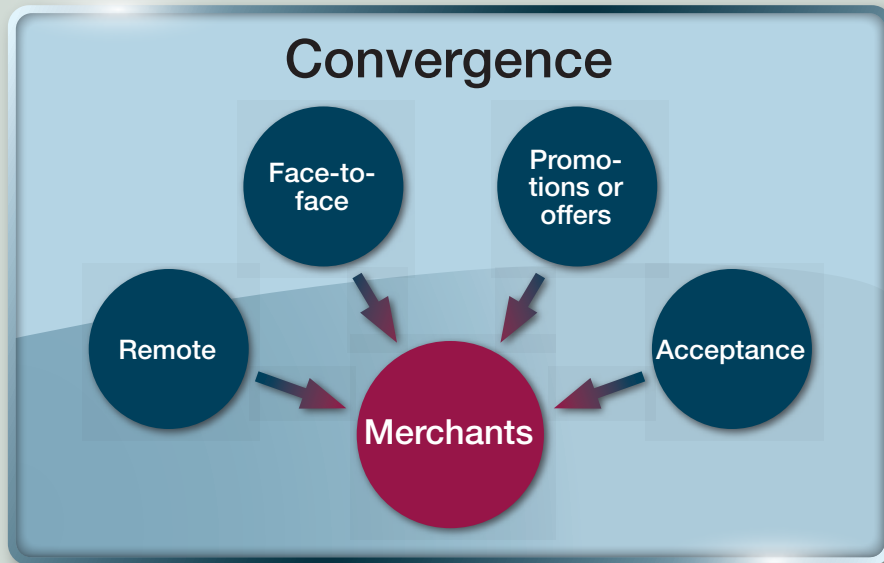 Convergence
Face-to-
face
Promo-
tions or
offers
Remote
Acceptance
Merchants